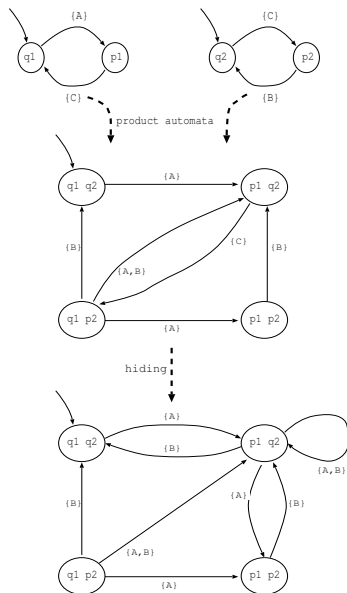 {A}
{C}
q1
p1
q2
p2
{C}
{B}
product automata
q1 q2
{A}
p1 q2
{B}
{A,B}
{C}
{B}
q1 p2
{A}
p1 p2
hiding
{A}
q1 q2
{B}
p1 q2
{A,B}
{B}
{A,B}
{A}
{B}
q1 p2
{A}
p1 p2